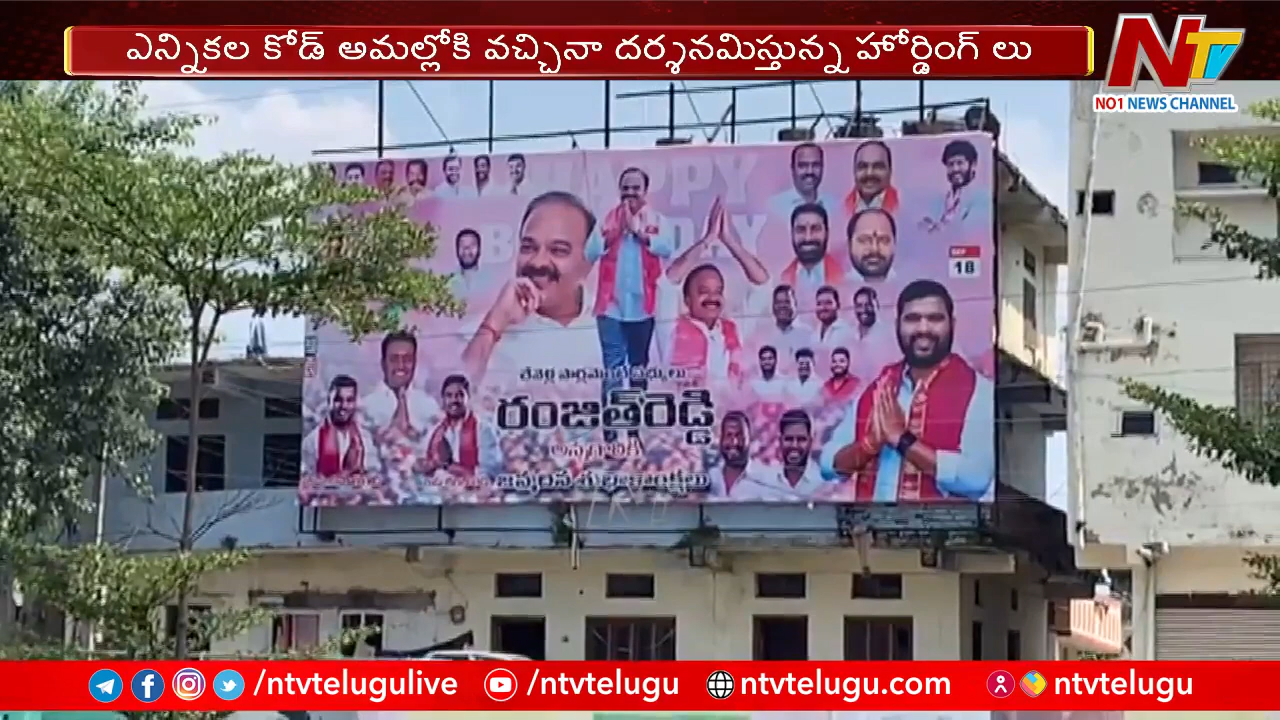 ఎన్నికల కోడ్ అమల్లోకి వచ్చినా దర్శనమిస్తున్న హోర్డింగ్ లు
NTV
NO1 NEWS CHANNEL
HAPPY
SEP
18
రంజిత్‌రెడ్డి
/ntvtelugulive
/ntvtelugu
ntvtelugu.com
ntvtelugu